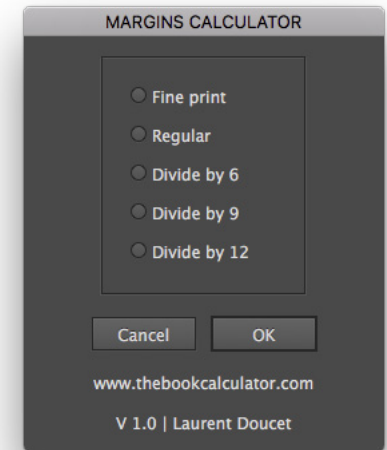 MARGINS CALCULATOR
Fine print
Regular
Divide by 6
Divide by 9
Divide by 12
Cancel OK
www.thebookcalculator.com
V 1.0 | Laurent Doucet